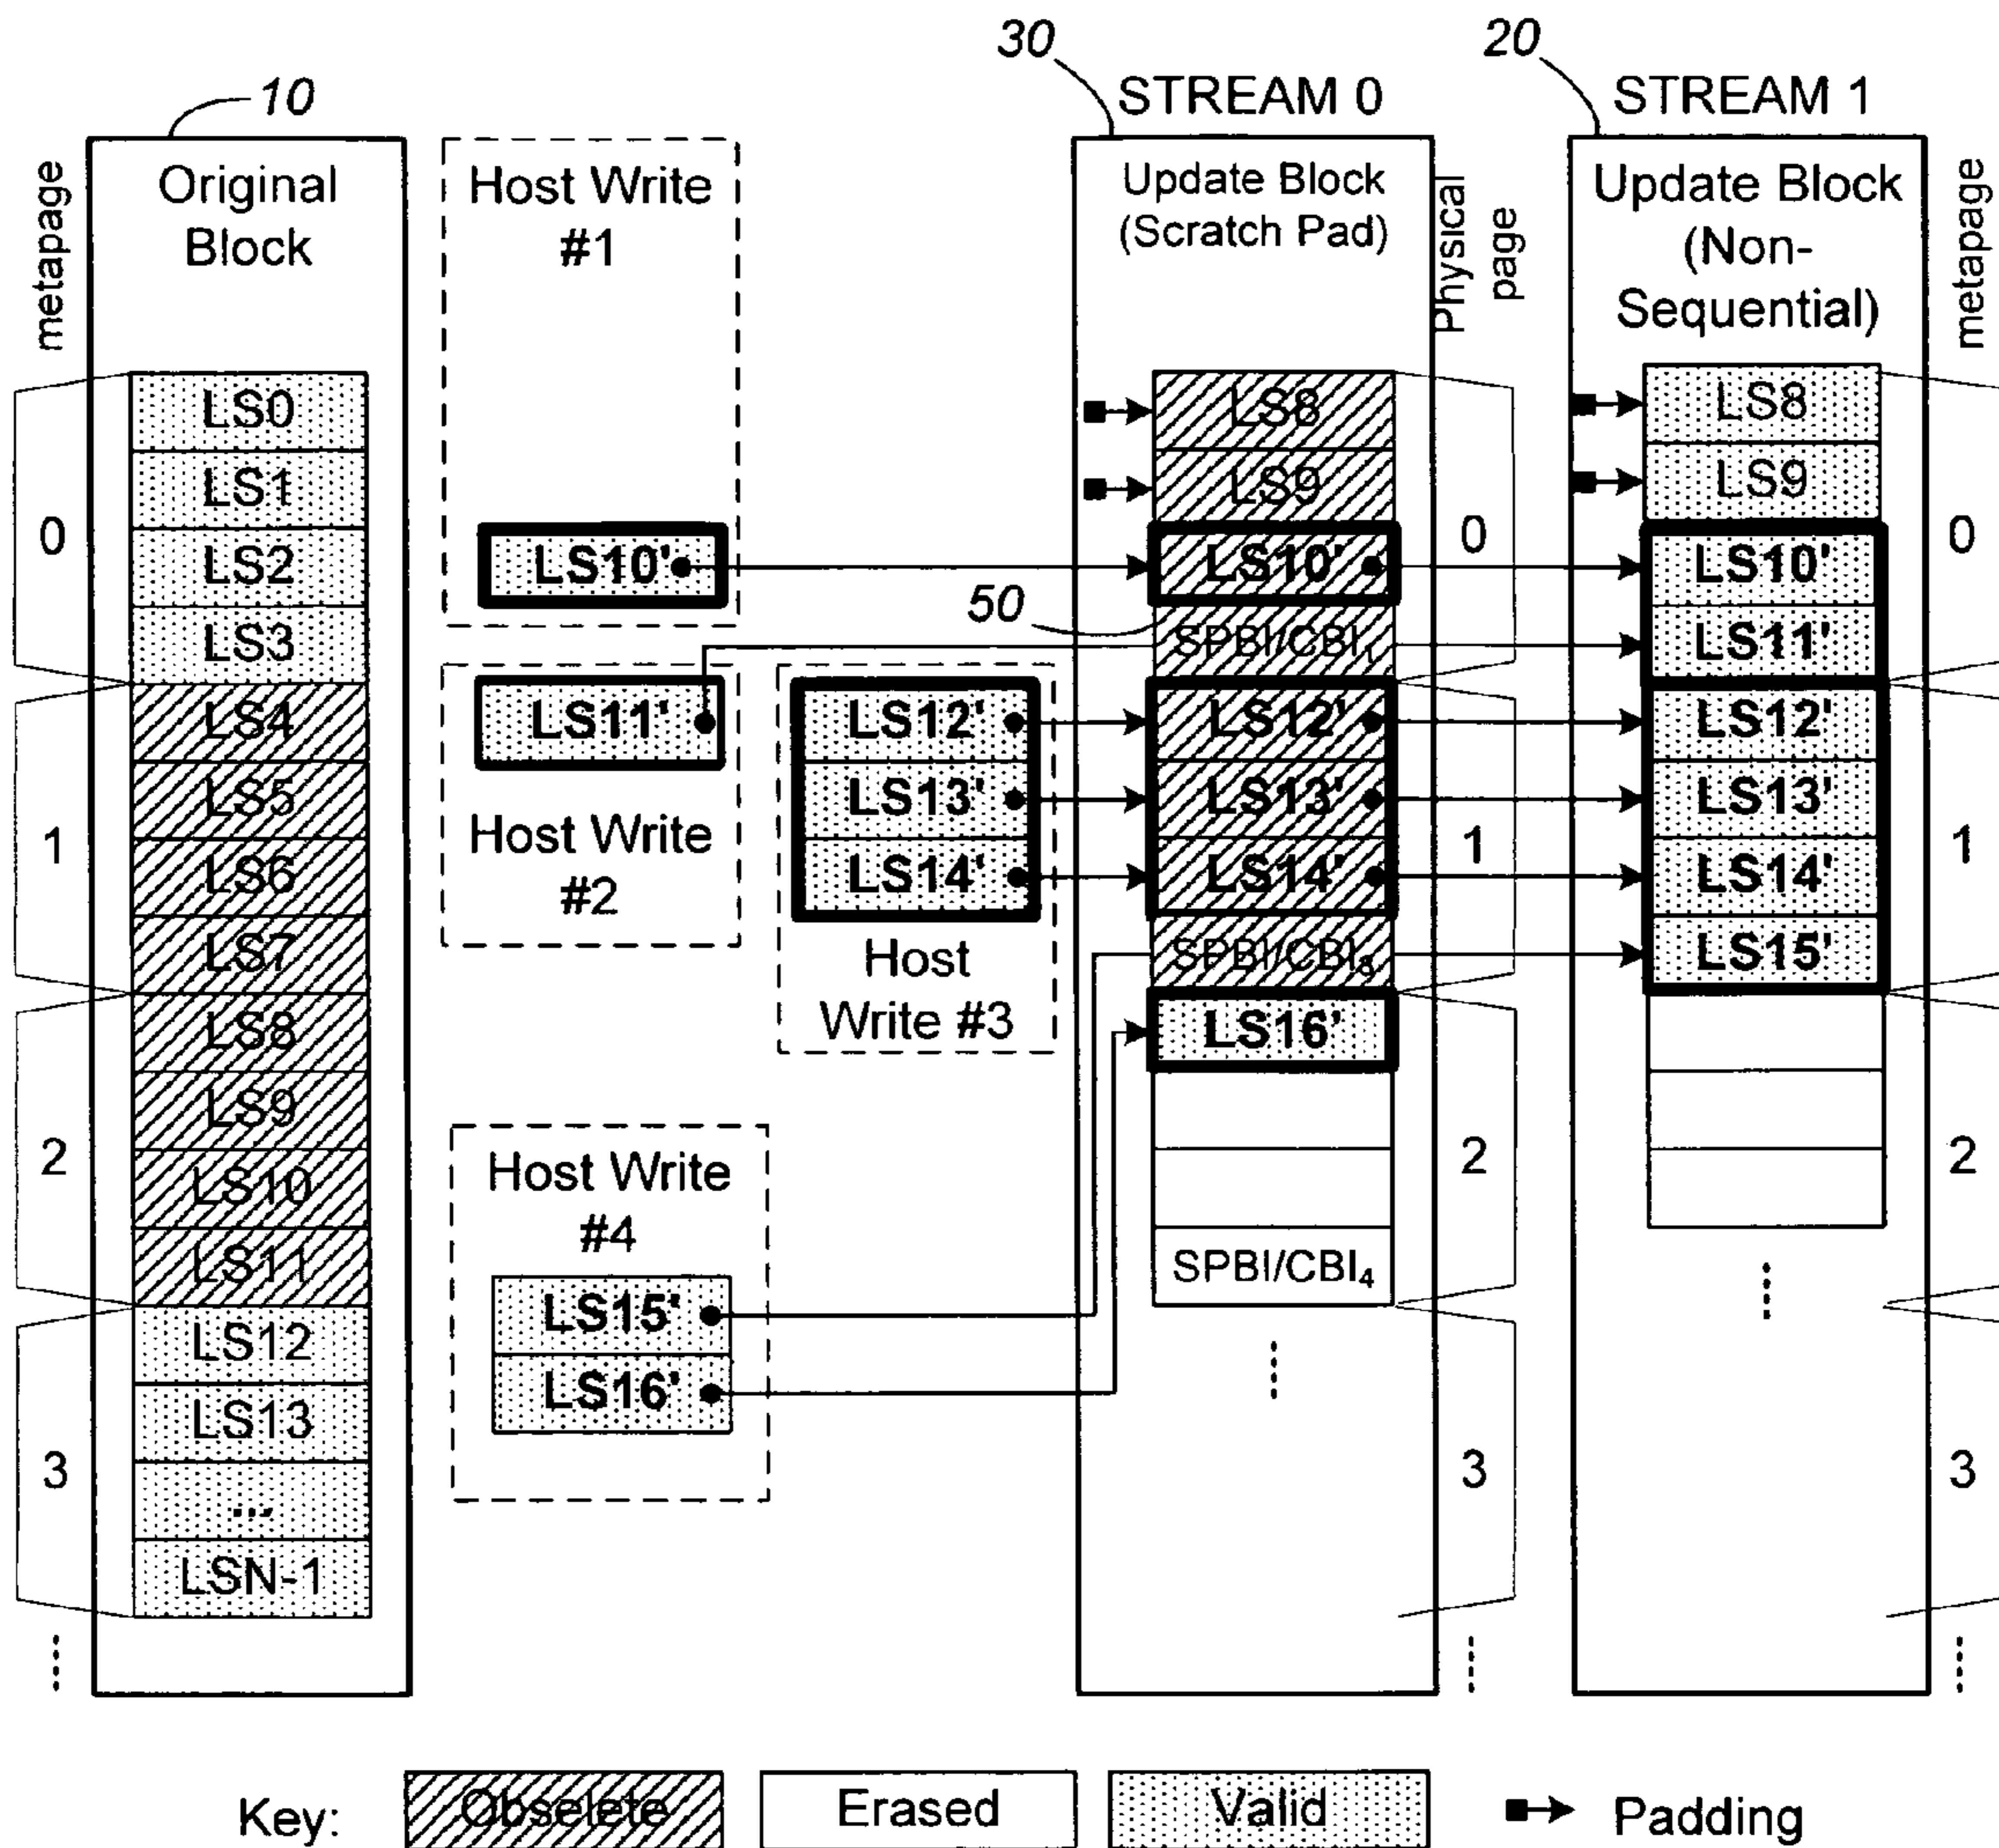 30
20
10
STREAM 0
STREAM 1
metapage
Original
Block
Host Write
#1
Update Block
(Scratch Pad)
Physical
page
Update Block
(Non-
Sequential)
metapage
LS0
LS1
LS2
LS3
LS4
LS5
LS6
LS7
LS8
LS9
LS10
LS11
LS12
LS13
...
LSN-1
0
1
2
3
LS10'
LS11'
Host Write
#2
LS12'
LS13'
LS14'
Host
Write #3
Host Write
#4
LS15'
LS16'
50
LS8
LS9
LS10'
SPBI/CBI₁
LS12'
LS13'
LS14'
SPBI/CBI₃
LS16'
SPBI/CBI₄
0
1
2
3
LS8
LS9
LS10'
LS11'
LS12'
LS13'
LS14'
LS15'
0
1
2
3
Key:
Obselete
Erased
Valid
Padding